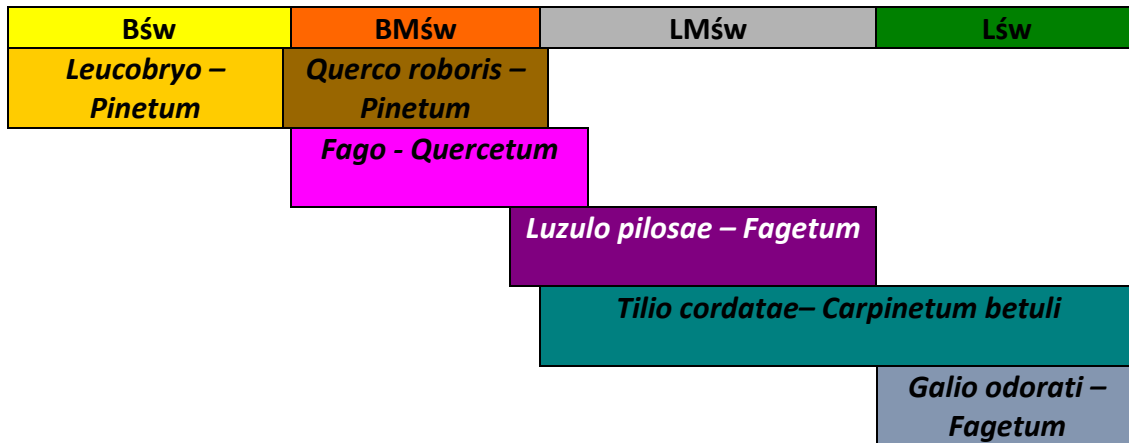 Bśw BMśw LMśw Lśw
Leucobryo –
Pinetum
Querco roboris –
Pinetum
Fago - Quercetum
Luzulo pilosae – Fagetum
Tilio cordatae– Carpinetum betuli
Galio odorati –
Fagetum